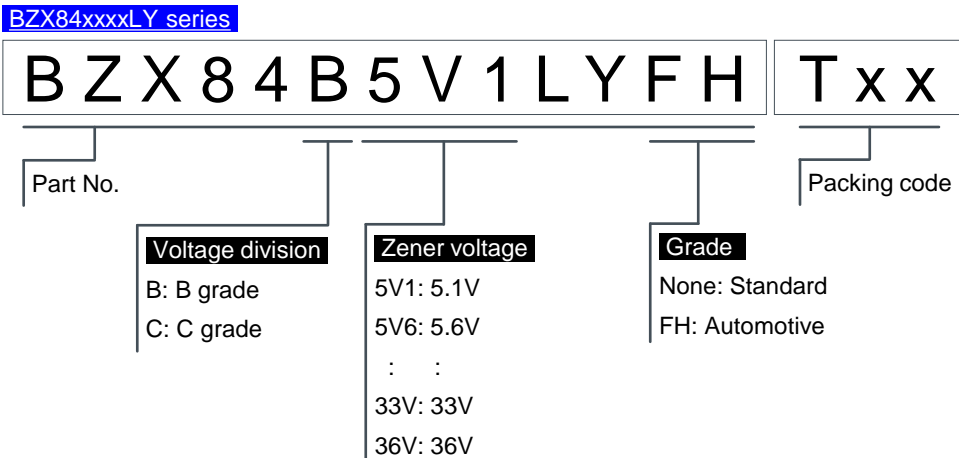 BZX84xxxxLY series
B Z X 8 4 B 5 V 1 L Y F H T x x
Part No.
Packing code
Voltage division
B: B grade
C: C grade
Zener voltage
5V1: 5.1V
5V6: 5.6V
: :
33V: 33V
36V: 36V
Grade
None: Standard
FH: Automotive